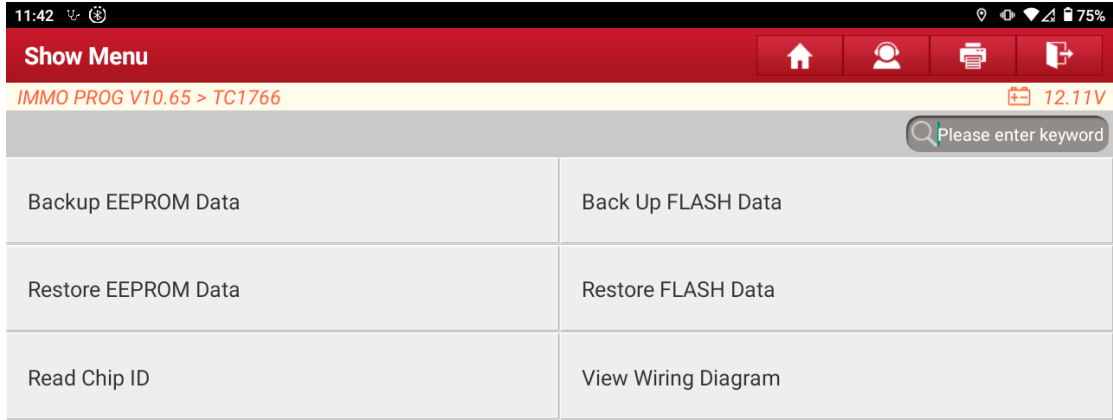 11:42 75%
Show Menu
IMMO PROG V10.65 > TC1766 12.11V
Please enter keyword
Backup EEPROM Data Back Up FLASH Data
Restore EEPROM Data Restore FLASH Data
Read Chip ID View Wiring Diagram